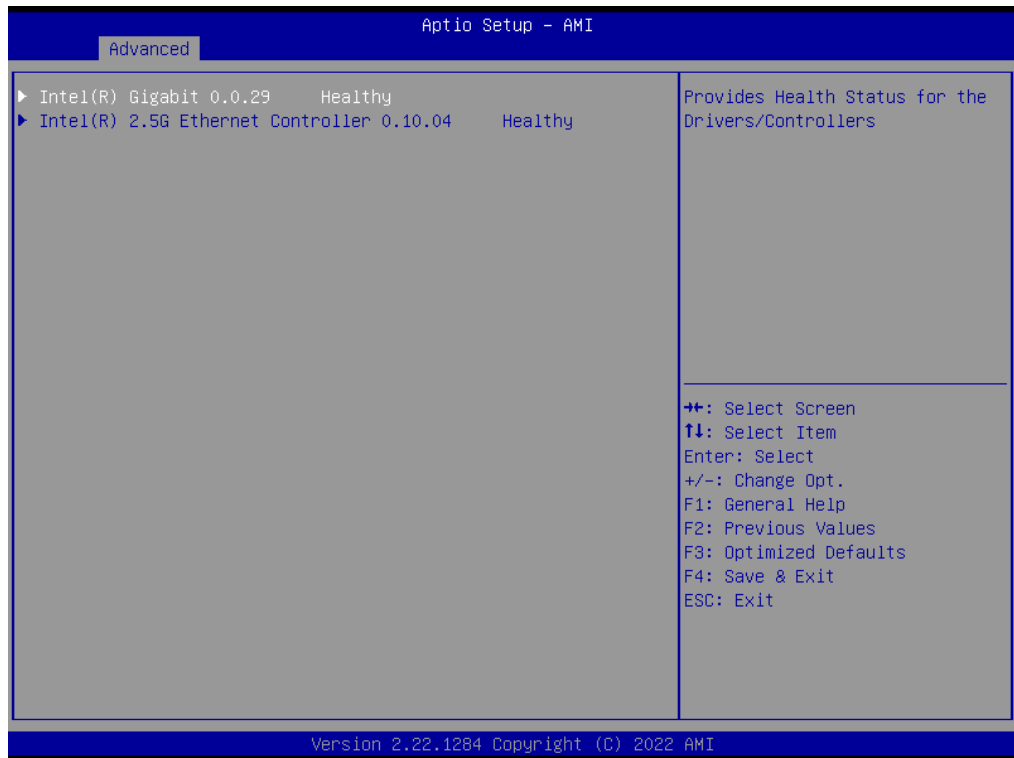 Aptio Setup – AMI
Advanced
▶ Intel(R) Gigabit 0.0.29 Healthy
▶ Intel(R) 2.5G Ethernet Controller 0.10.04 Healthy
Provides Health Status for the
Drivers/Controllers
→←: Select Screen
↑↓: Select Item
Enter: Select
+/-: Change Opt.
F1: General Help
F2: Previous Values
F3: Optimized Defaults
F4: Save & Exit
ESC: Exit
Version 2.22.1284 Copyright (C) 2022 AMI